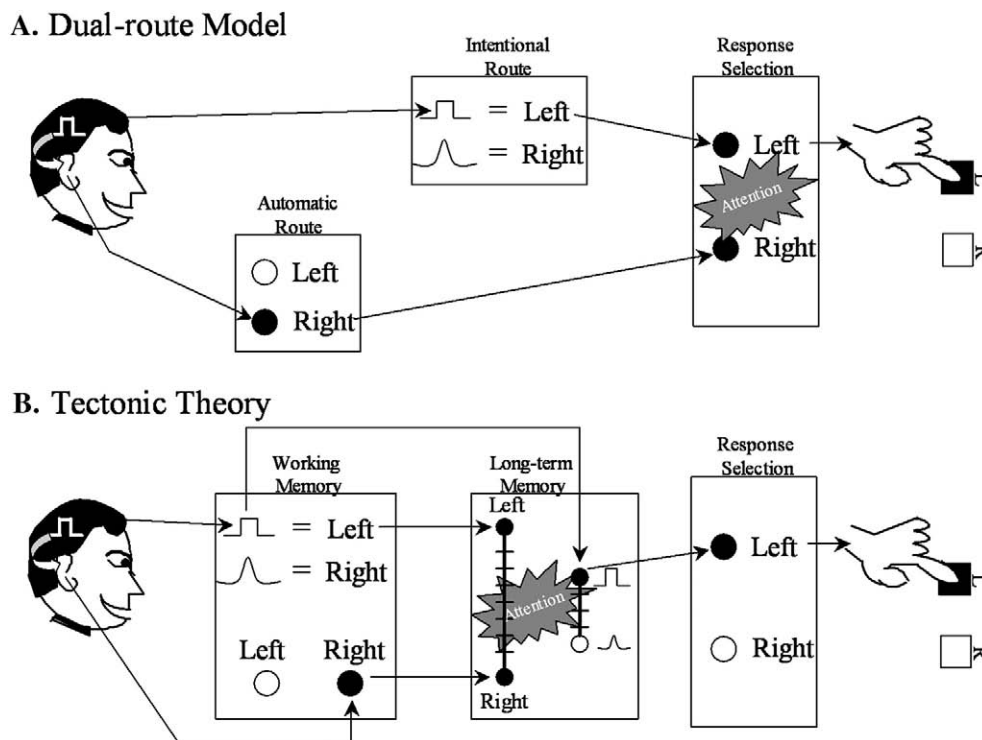 A. Dual-route Model
Intentional
Route
= Left
= Right
Automatic
Route
Left
Right
Response
Selection
Left
Attention
Right
B. Tectonic Theory
Working
Memory
= Left
= Right
Left
Right
Long-term
Memory
Left
Attention
Right
Response
Selection
Left
Right